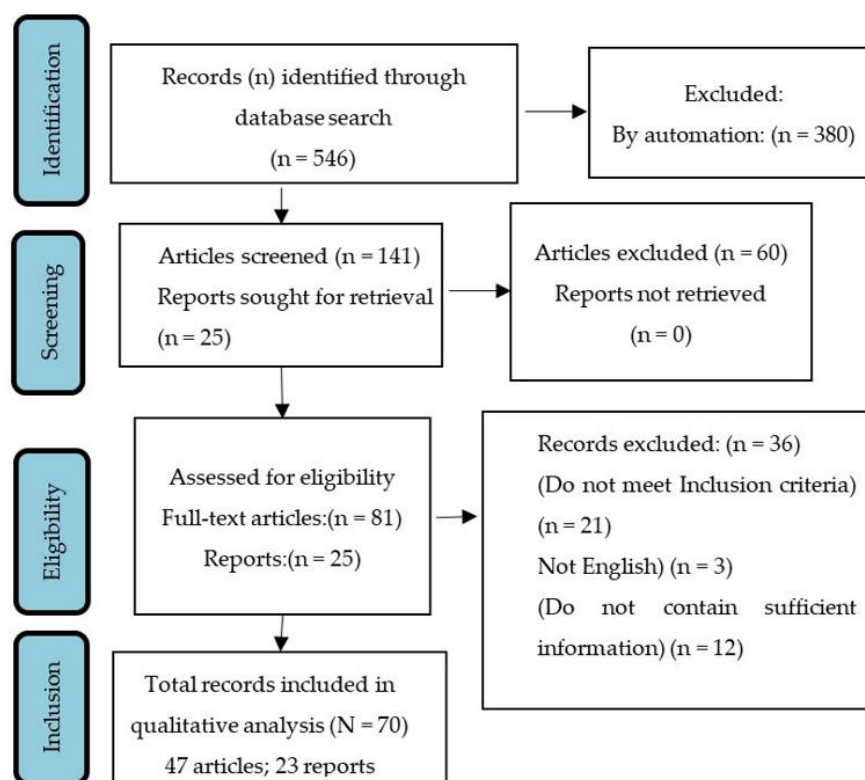 Identification
Records (n) identified through
database search
(n = 546)
Excluded:
By automation: (n = 380)
Screening
Articles screened (n = 141)
Reports sought for retrieval
(n = 25)
Articles excluded (n = 60)
Reports not retrieved
(n = 0)
Eligibility
Assessed for eligibility
Full-text articles:(n = 81)
Reports:(n = 25)
Records excluded: (n = 36)
(Do not meet Inclusion criteria)
(n = 21)
Not English) (n = 3)
(Do not contain sufficient
information) (n = 12)
Inclusion
Total records included in
qualitative analysis (N = 70)
47 articles; 23 reports